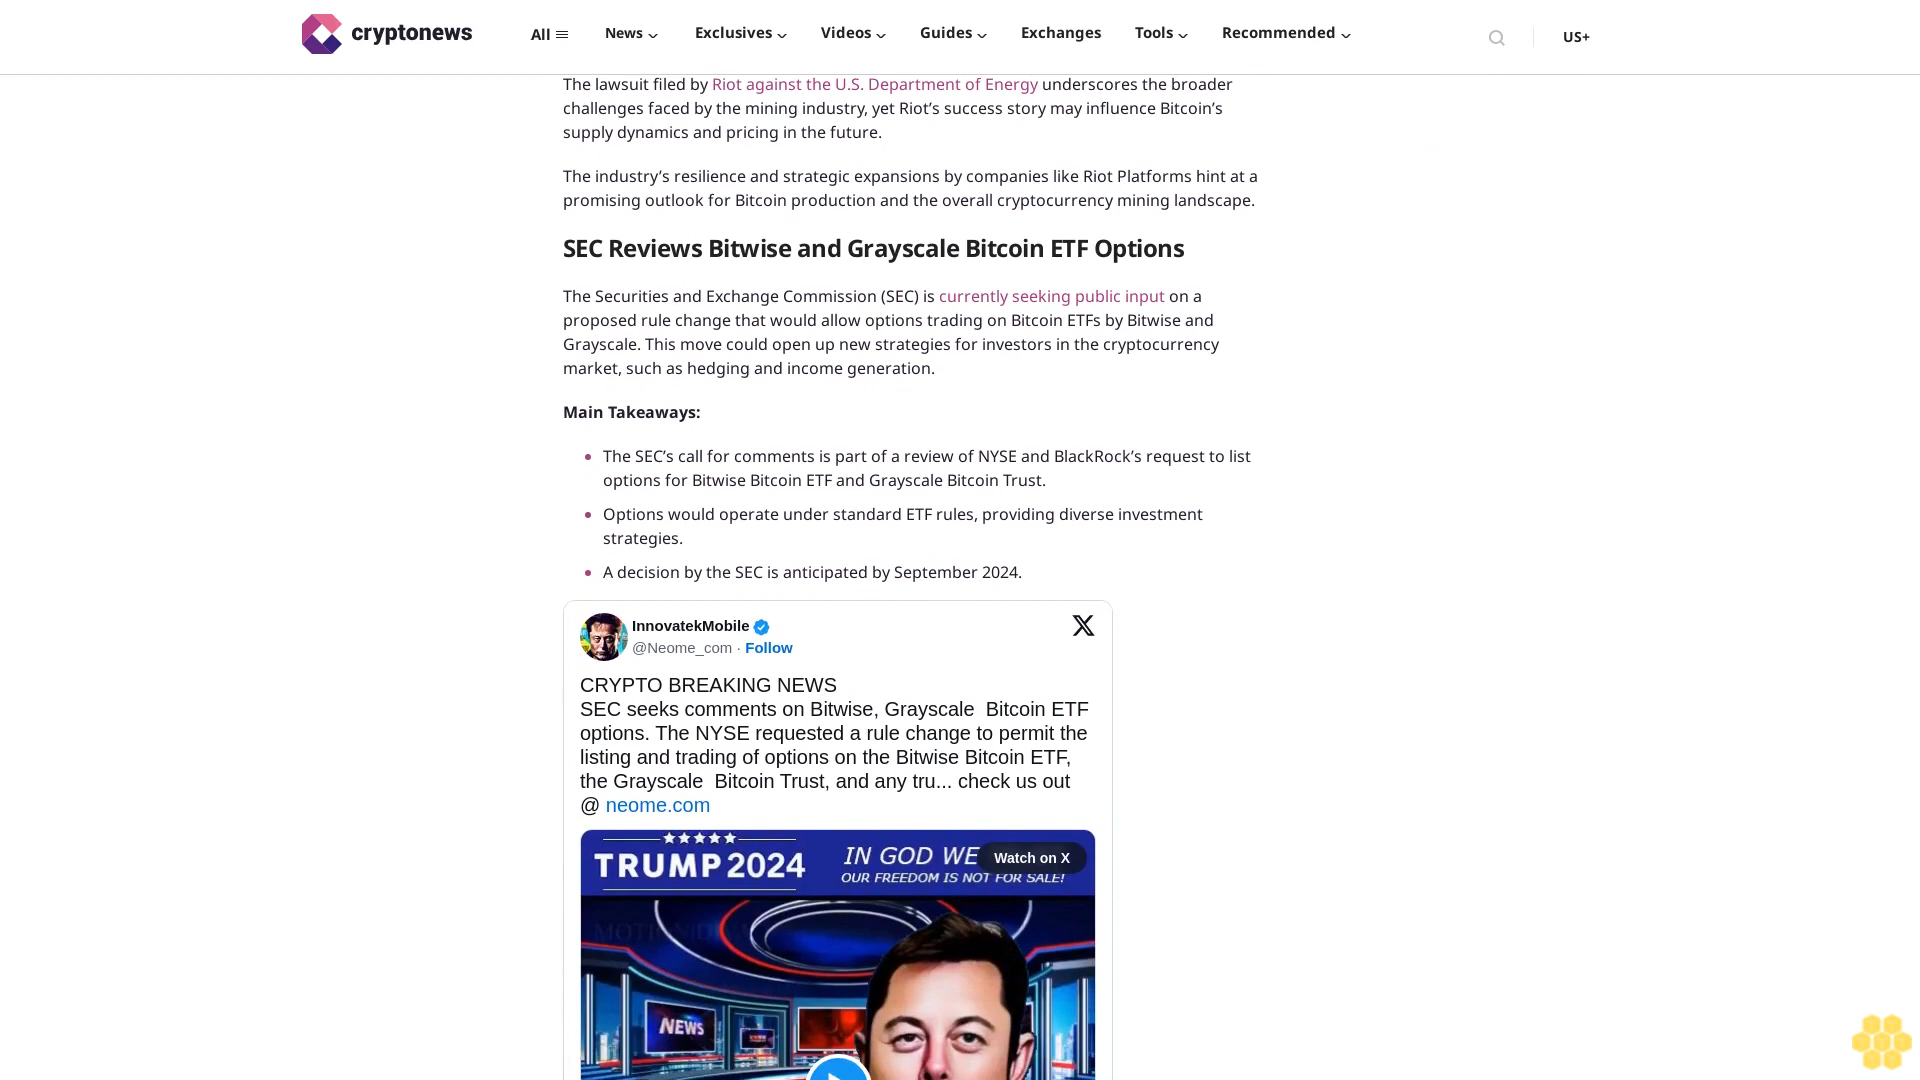 cryptonews
All
News
Exclusives
Videos
Guides
Exchanges
Tools
Recommended
US+
The lawsuit filed by Riot against the U.S. Department of Energy underscores the broader
challenges faced by the mining industry, yet Riot’s success story may influence Bitcoin’s
supply dynamics and pricing in the future.
The industry’s resilience and strategic expansions by companies like Riot Platforms hint at a
promising outlook for Bitcoin production and the overall cryptocurrency mining landscape.
SEC Reviews Bitwise and Grayscale Bitcoin ETF Options
The Securities and Exchange Commission (SEC) is currently seeking public input on a
proposed rule change that would allow options trading on Bitcoin ETFs by Bitwise and
Grayscale. This move could open up new strategies for investors in the cryptocurrency
market, such as hedging and income generation.
Main Takeaways:
The SEC’s call for comments is part of a review of NYSE and BlackRock’s request to list
options for Bitwise Bitcoin ETF and Grayscale Bitcoin Trust.
Options would operate under standard ETF rules, providing diverse investment
strategies.
A decision by the SEC is anticipated by September 2024.
InnovatekMobile
@Neome_com · Follow
CRYPTO BREAKING NEWS
SEC seeks comments on Bitwise, Grayscale  Bitcoin ETF
options. The NYSE requested a rule change to permit the
listing and trading of options on the Bitwise Bitcoin ETF,
the Grayscale  Bitcoin Trust, and any tru... check us out
@ neome.com
TRUMP 2024
IN GOD WE
Watch on X
OUR FREEDOM IS NOT FOR SALE!
NEWS